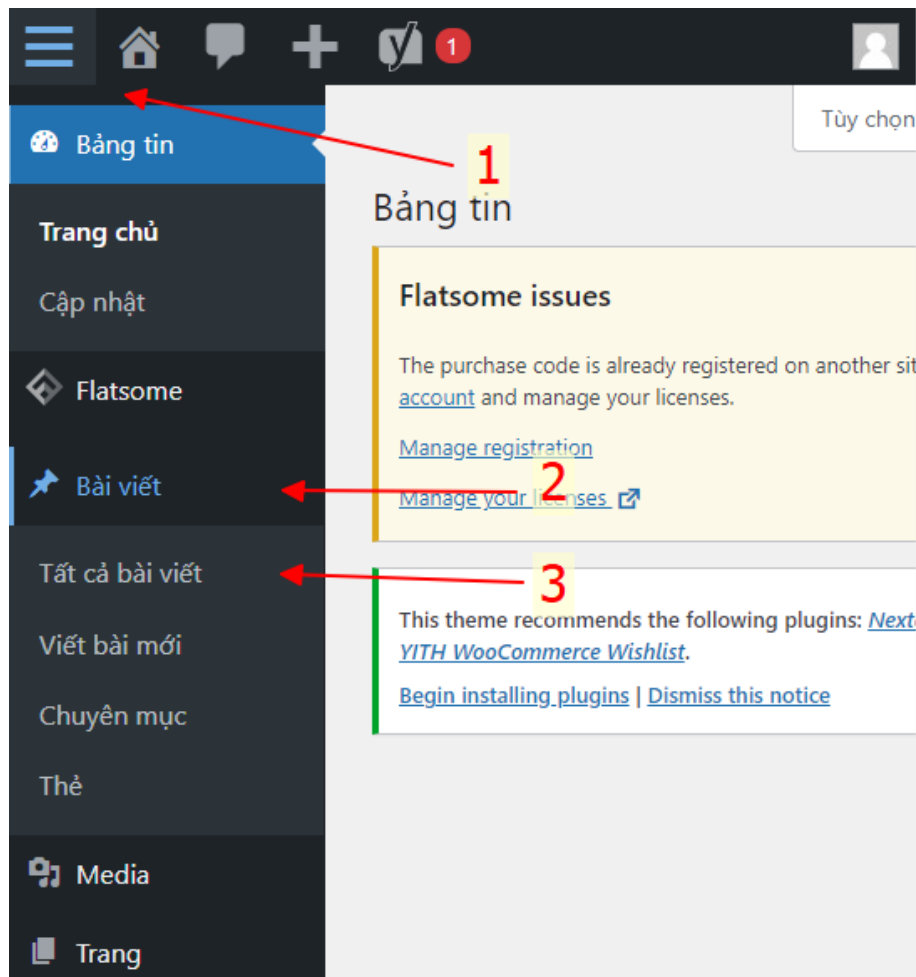 1
Tùy chọn
Bảng tin
1
Bảng tin
Trang chủ
Cập nhật
Flatsome issues
The purchase code is already registered on another
account and manage your licenses.
Flatsome
Manage registration
Bài viết
2
Manage your licenses
Tất cả bài viết
3
This theme recommends the following plugins:
YITH WooCommerce Wishlist.
Viết bài mới
Begin installing plugins | Dismiss this notice
Chuyên mục
Thẻ
Media
Trang